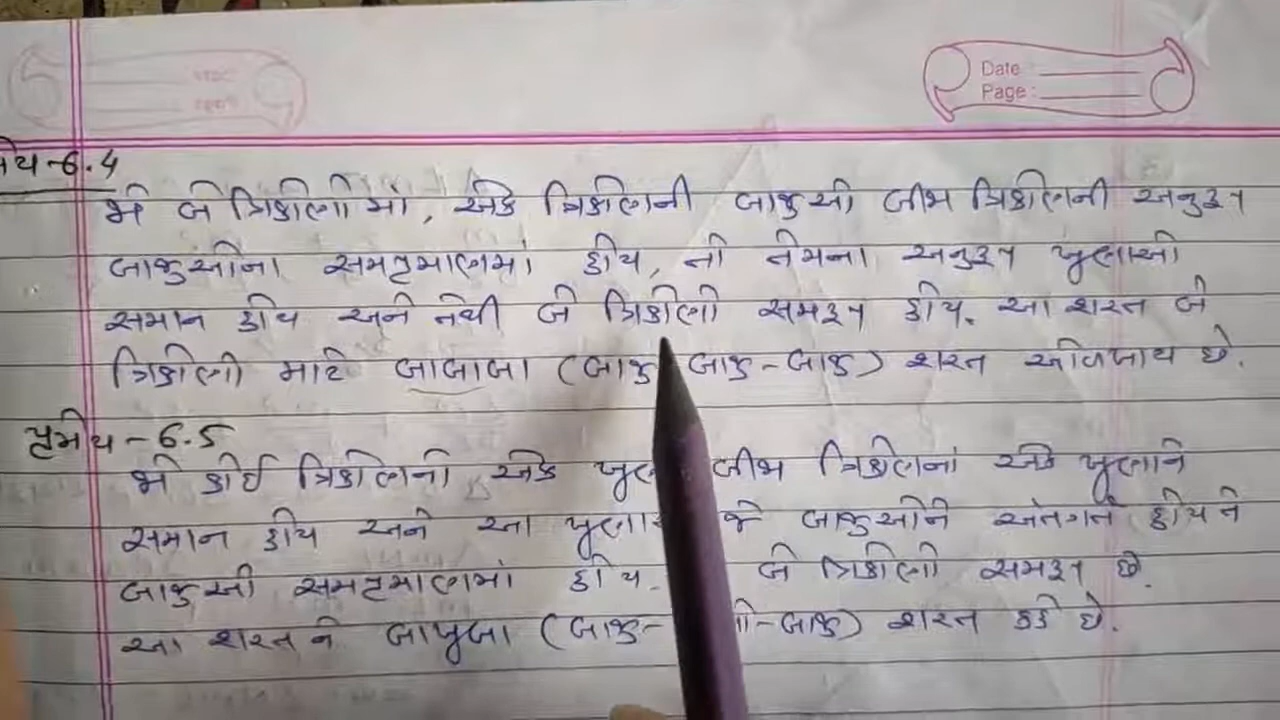 Date
Page :
મેય-6.4
જો બે ત્રિકોણોમાં, એક ત્રિકોણની બાજુઓ બીજા ત્રિકોણની અનુરૂપ
બાજુઓના સમપ્રમાણમાં હોય, તો તેમના અનુરૂપ ખૂણાઓ
સમાન હોય અને તેથી બે ત્રિકોણો સમરૂપ હોય. આ શરત બે
ત્રિકોણો માટે બાબાબા (બાજુ બાજુ-બાજુ) શરત ઓળખાય છે.
પ્રમેય-6.5
જો કોઈ ત્રિકોણનો એક બીજા ત્રિકોણનાં એક ખૂણાને
સમાન હોય અને આ જે બાજુઓને અંતર્ગત હોય તે
બાજુઓ સમપ્રમાણમાં હોય બે ત્રિકોણો સમરૂપ છે.
આ શરત ને બાખૂબા (બાજુ- -બાજુ) શરત કહે છે.